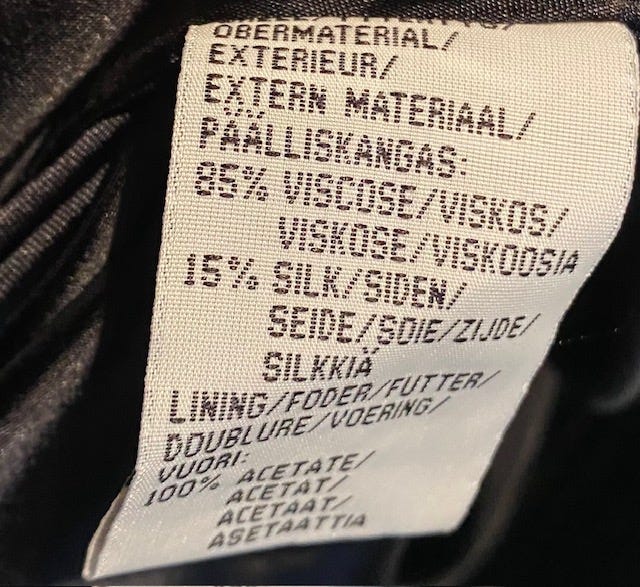 OBERMATERIAL/
EXTERIEUR/
EXTERN MATERIAAL/
PÄÄLLISKANGAS:
85% VISCOSE/VISKOS/
VISKOSE/VISKOOSIA
15% SILK/SIDEN/
SEIDE/SOIE/ZIJDE/
SILKKIÄ
LINING/FODER/FUTTER/
DOUBLURE/VOERING/
VUORI:
100% ACETATE/
ACETAT/
ACETAAT/
ASETAATTIA